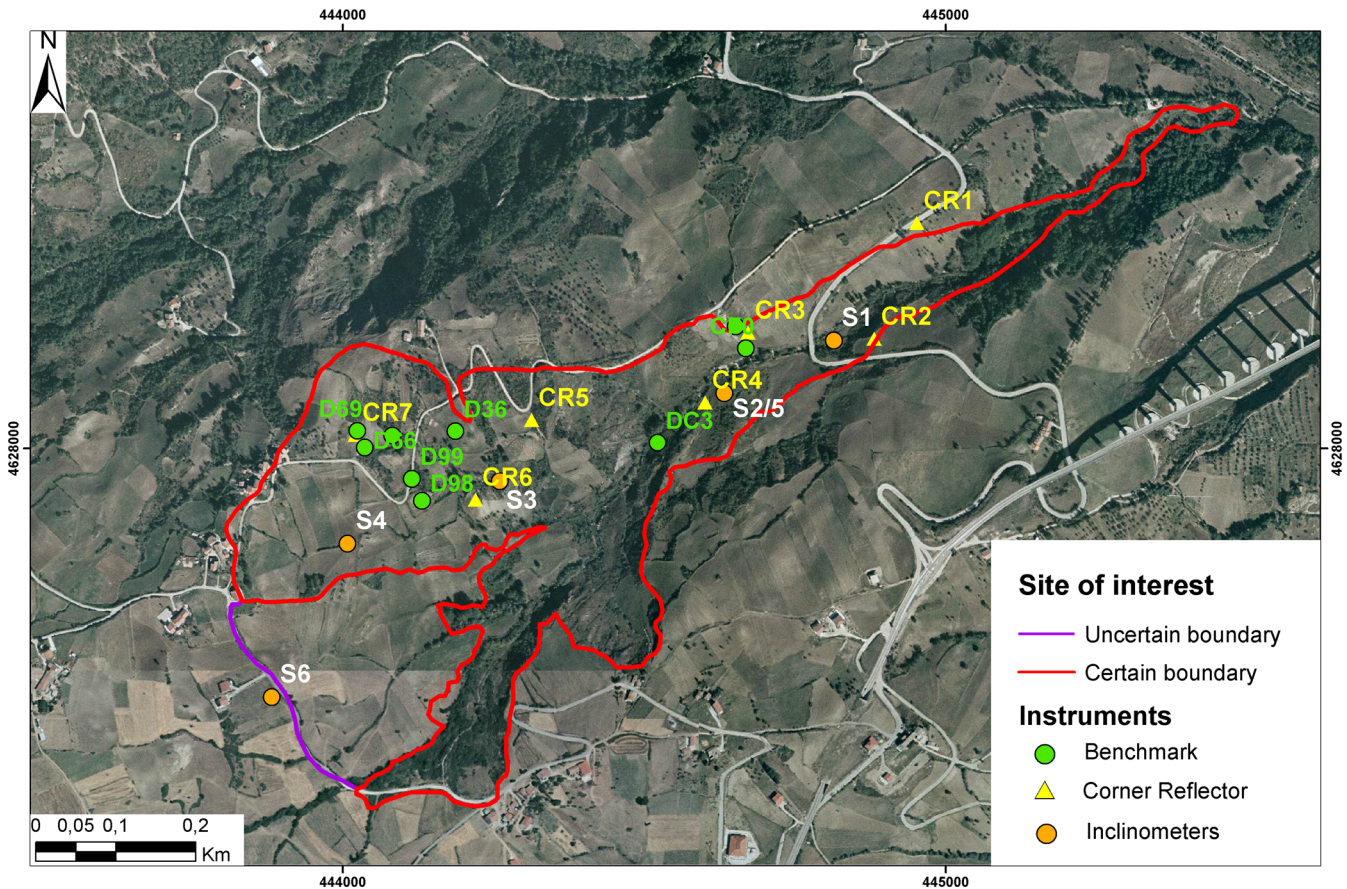 444000
445000
N
CR1
CR3
S1
CR2
CR4
S2/5
DC3
CR5
D69
CR7
D36
D66
D99
D98
CR6
S3
S4
S6
4628000
4628000
Site of interest
Uncertain boundary
Certain boundary
Instruments
Benchmark
Corner Reflector
Inclinometers
0 0,05 0,1 0,2
Km
444000
445000